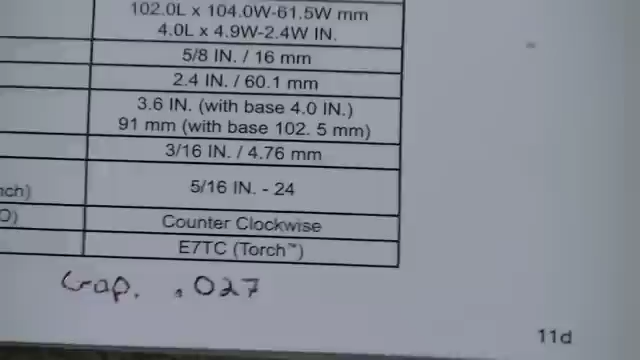 102.0L x 104.0W-61.5W mm
4.0L x 4.9W-2.4W IN.
5/8 IN. / 16 mm
2.4 IN. / 60.1 mm
3.6 IN. (with base 4.0 IN.)
91 mm (with base 102. 5 mm)
3/16 IN. / 4.76 mm
nch) 5/16 IN. - 24
O) Counter Clockwise
E7TC (Torch™)
Gap. .027
11d